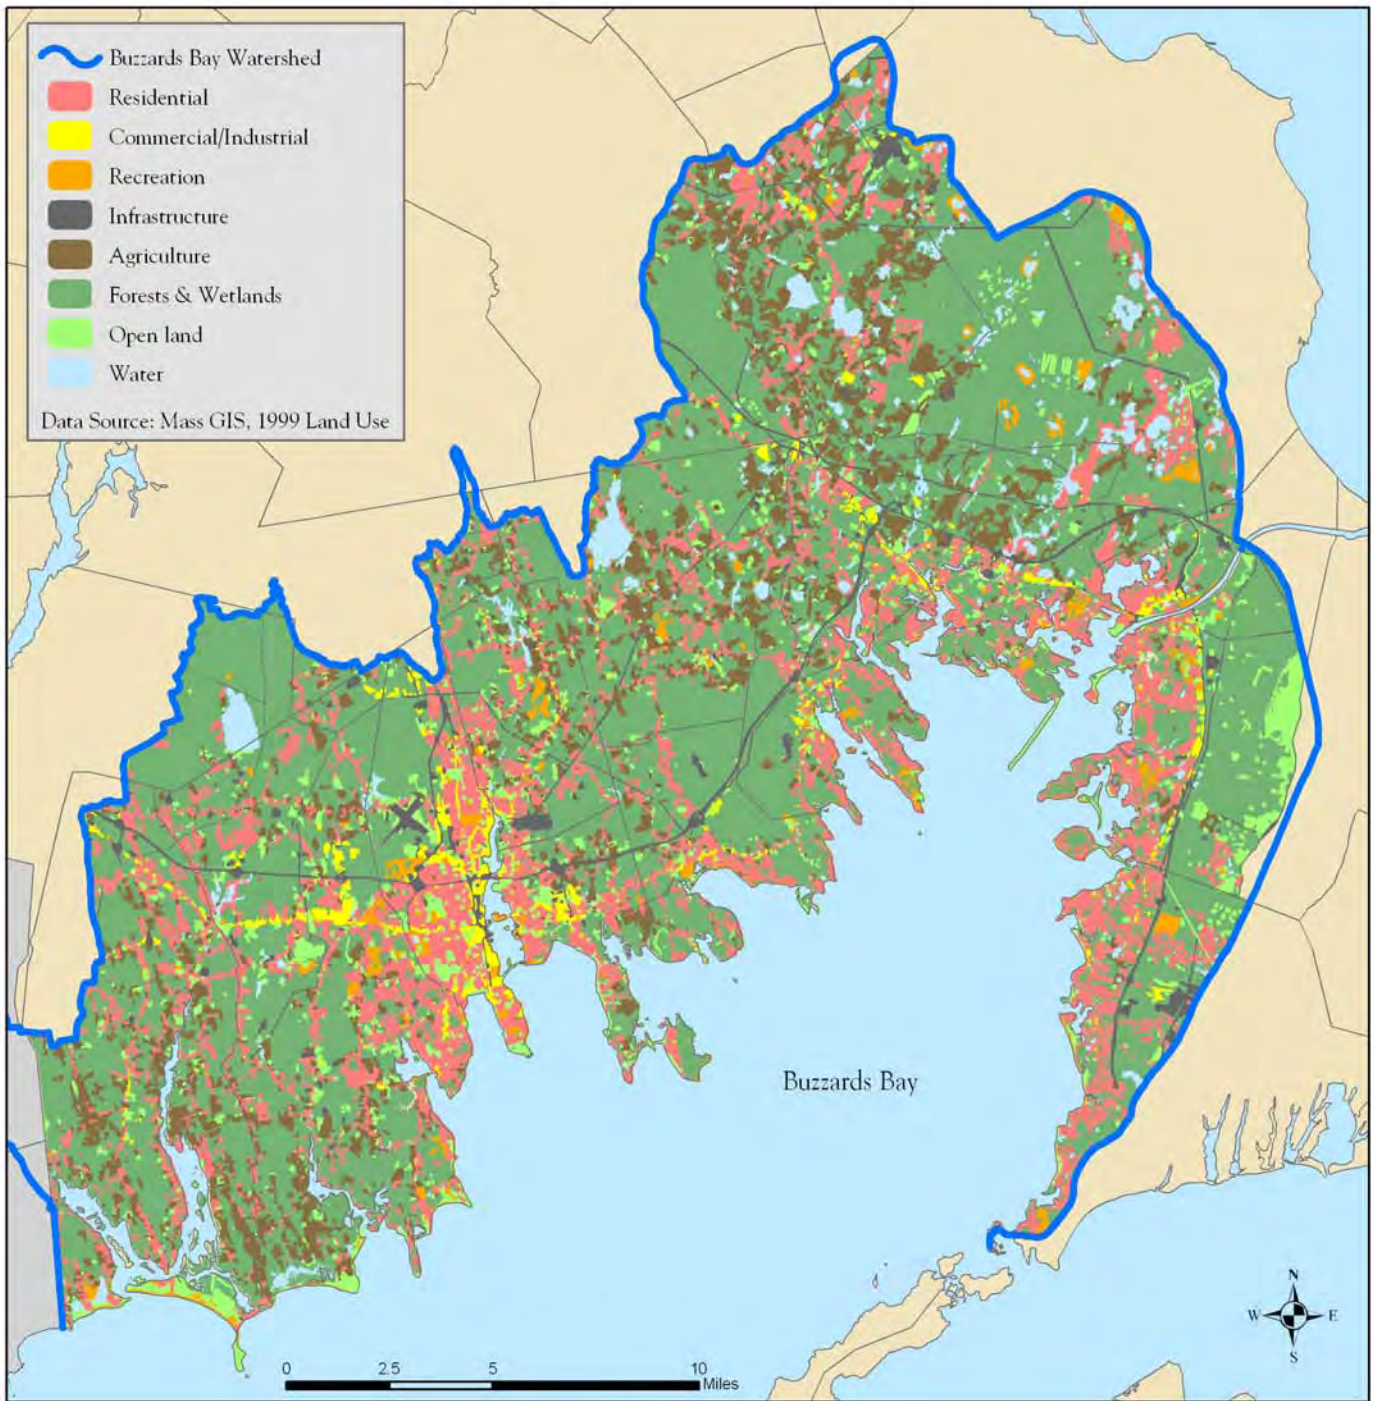 Buzzards Bay Watershed
Residential
Commercial/Industrial
Recreation
Infrastructure
Agriculture
Forests & Wetlands
Open land
Water
Data Source: Mass GIS, 1999 Land Use
Buzzards Bay
N
W E
S
0 2.5 5 10
Miles